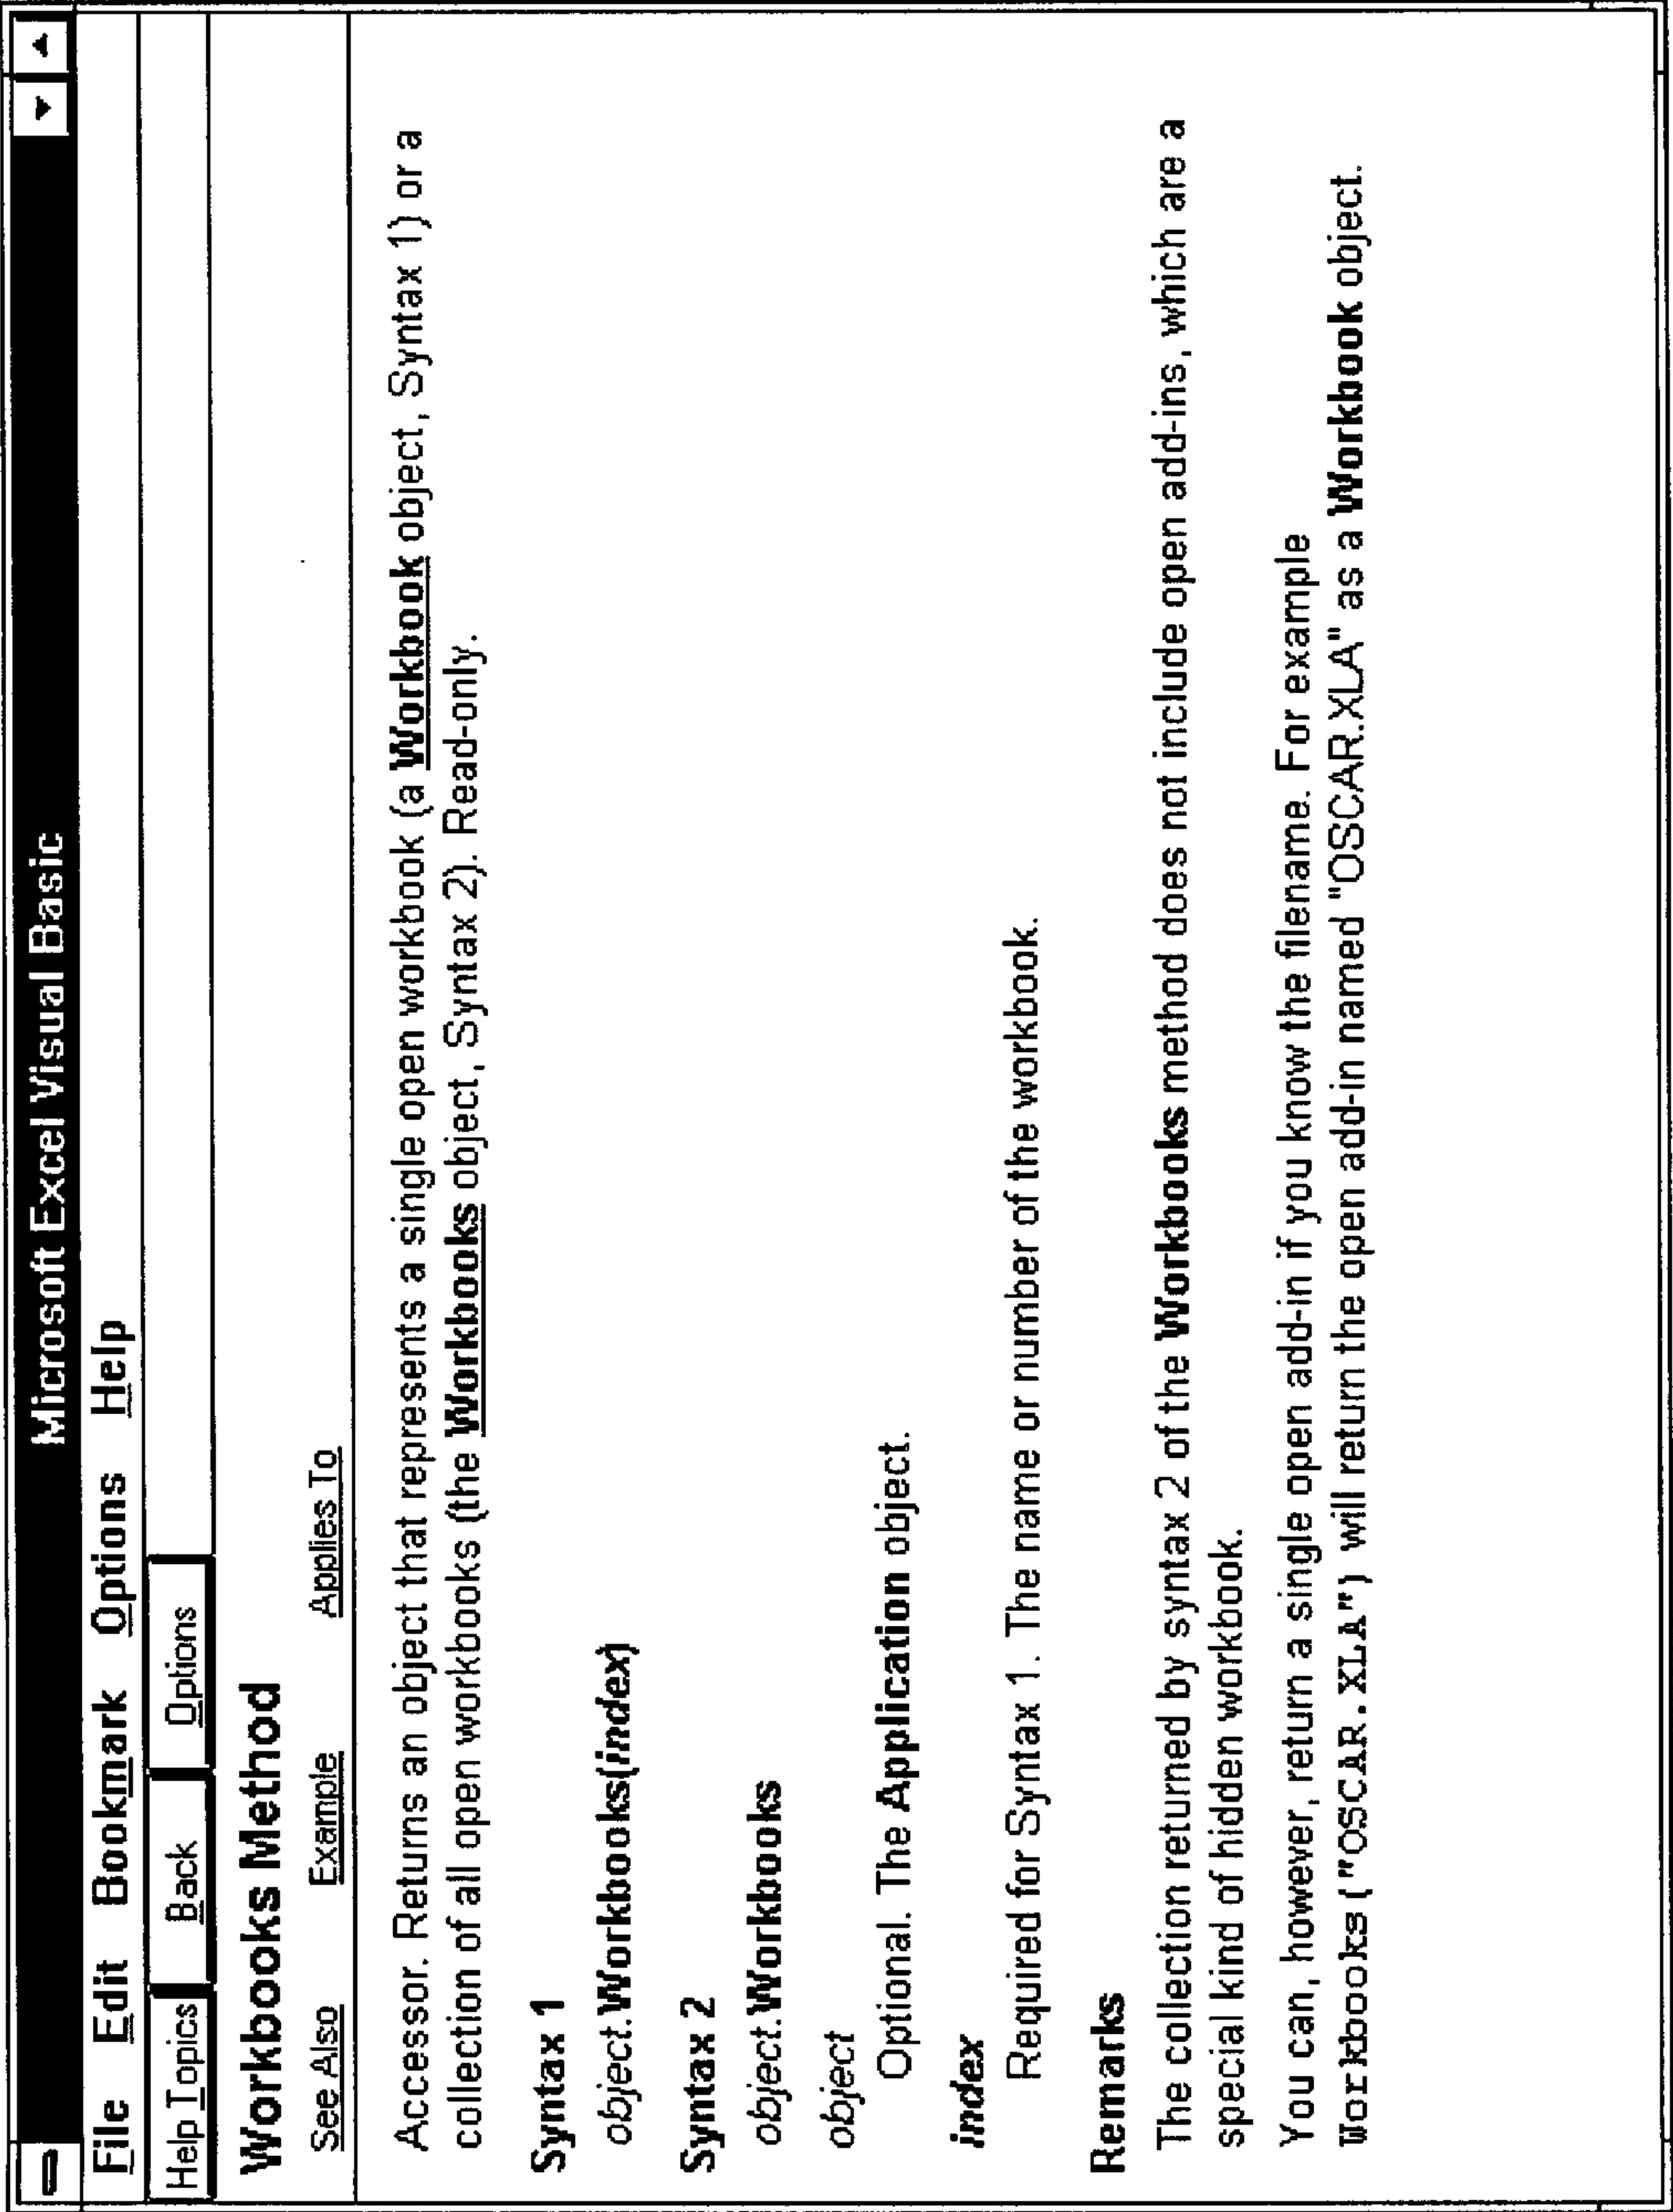 Microsoft Excel Visual Basic
File Edit Bookmark Options Help
Help Topics Back Options
Workbooks Method
See Also Example Applies To
Accessor. Returns an object that represents a single open workbook (a Workbook object, Syntax 1) or a
collection of all open workbooks (the Workbooks object, Syntax 2). Read-only.
Syntax 1
object.Workbooks(index)
Syntax 2
object.Workbooks
object
Optional. The Application object.
index
Required for Syntax 1. The name or number of the workbook.
Remarks
The collection returned by syntax 2 of the Workbooks method does not include open add-ins, which are a
special kind of hidden workbook.
You can, however, return a single open add-in if you know the filename. For example
Workbooks("OSCAR.XLA") will return the open add-in named "OSCAR.XLA" as a Workbook object.